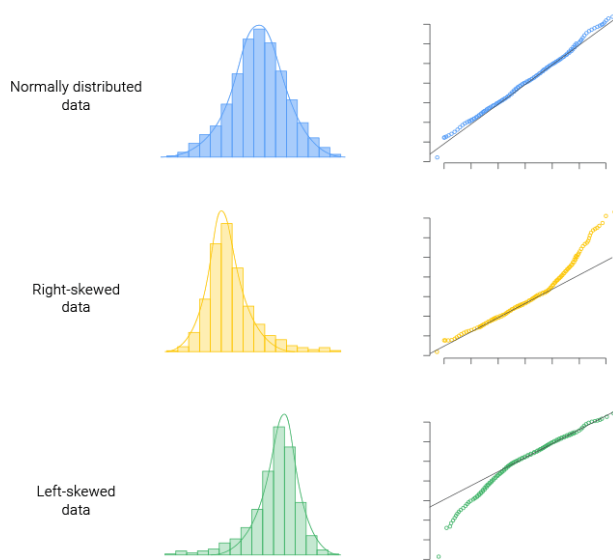 Normally distributed
data
Right-skewed
data
Left-skewed
data